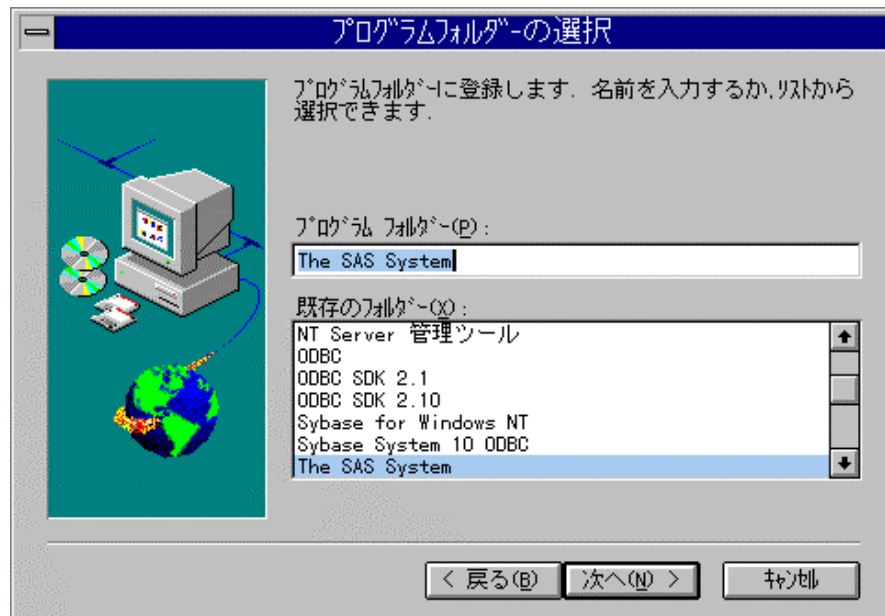 プログラムフォルダーの選択
プログラムフォルダーに登録します. 名前を入力するか,リストから
選択できます.
プログラム フォルダー(P):
The SAS System
既存のフォルダー(X):
NT Server 管理ツール
ODBC
ODBC SDK 2.1
ODBC SDK 2.10
Sybase for Windows NT
Sybase System 10 ODBC
The SAS System
< 戻る(B) 次へ(N) > キャンセル